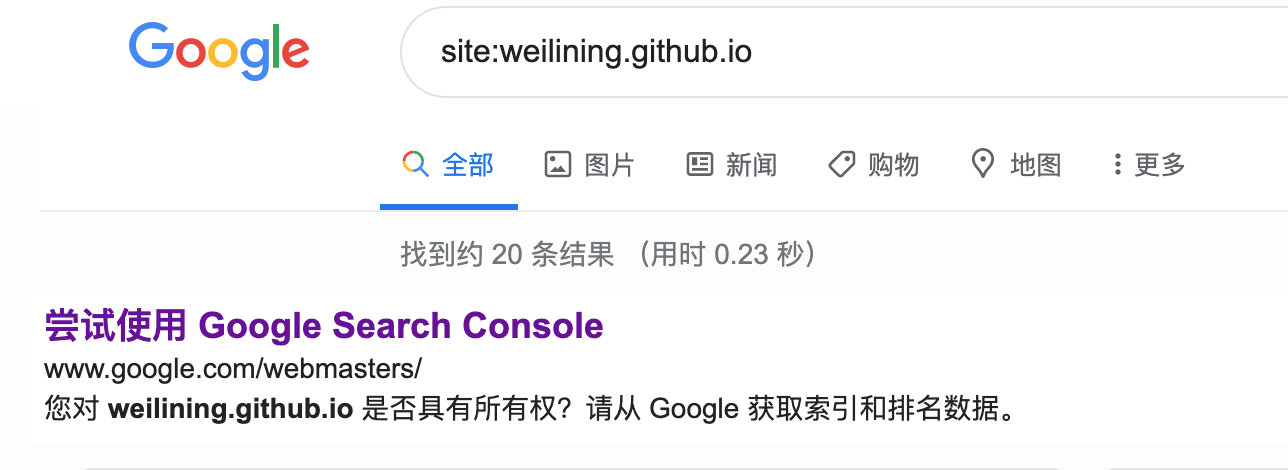 Google
site:weilining.github.io
全部 图片 新闻 购物 地图 更多
找到约 20 条结果 （用时 0.23 秒）
尝试使用 Google Search Console
www.google.com/webmasters/
您对 weilining.github.io 是否具有所有权？请从 Google 获取索引和排名数据。